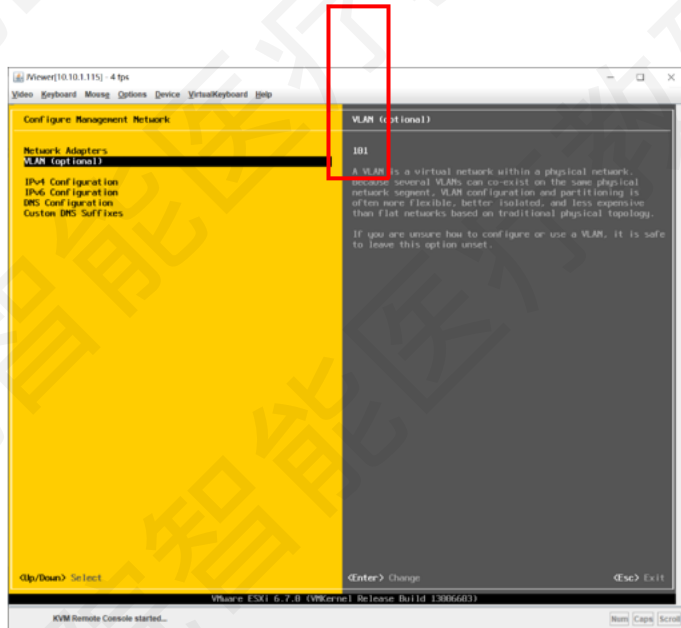 JViewer[10.10.1.115] - 4 fps
Video Keyboard Mouse Options Device VirtualKeyboard Help
Configure Management Network
Network Adapters
VLAN (optional)
IPv4 Configuration
IPv6 Configuration
DNS Configuration
Custom DNS Suffixes
VLAN (optional)
101
A VLAN is a virtual network within a physical network.
Because several VLANs can co-exist on the same physical
network segment, VLAN configuration and partitioning is
often more flexible, better isolated, and less expensive
than flat networks based on traditional physical topology.
If you are unsure how to configure or use a VLAN, it is safe
to leave this option unset.
<Up/Down> Select
<Enter> Change
<Esc> Exit
VMware ESXi 6.7.0 (VMKernel Release Build 13006603)
KVM Remote Console started...
Num Caps Scroll
智能医疗